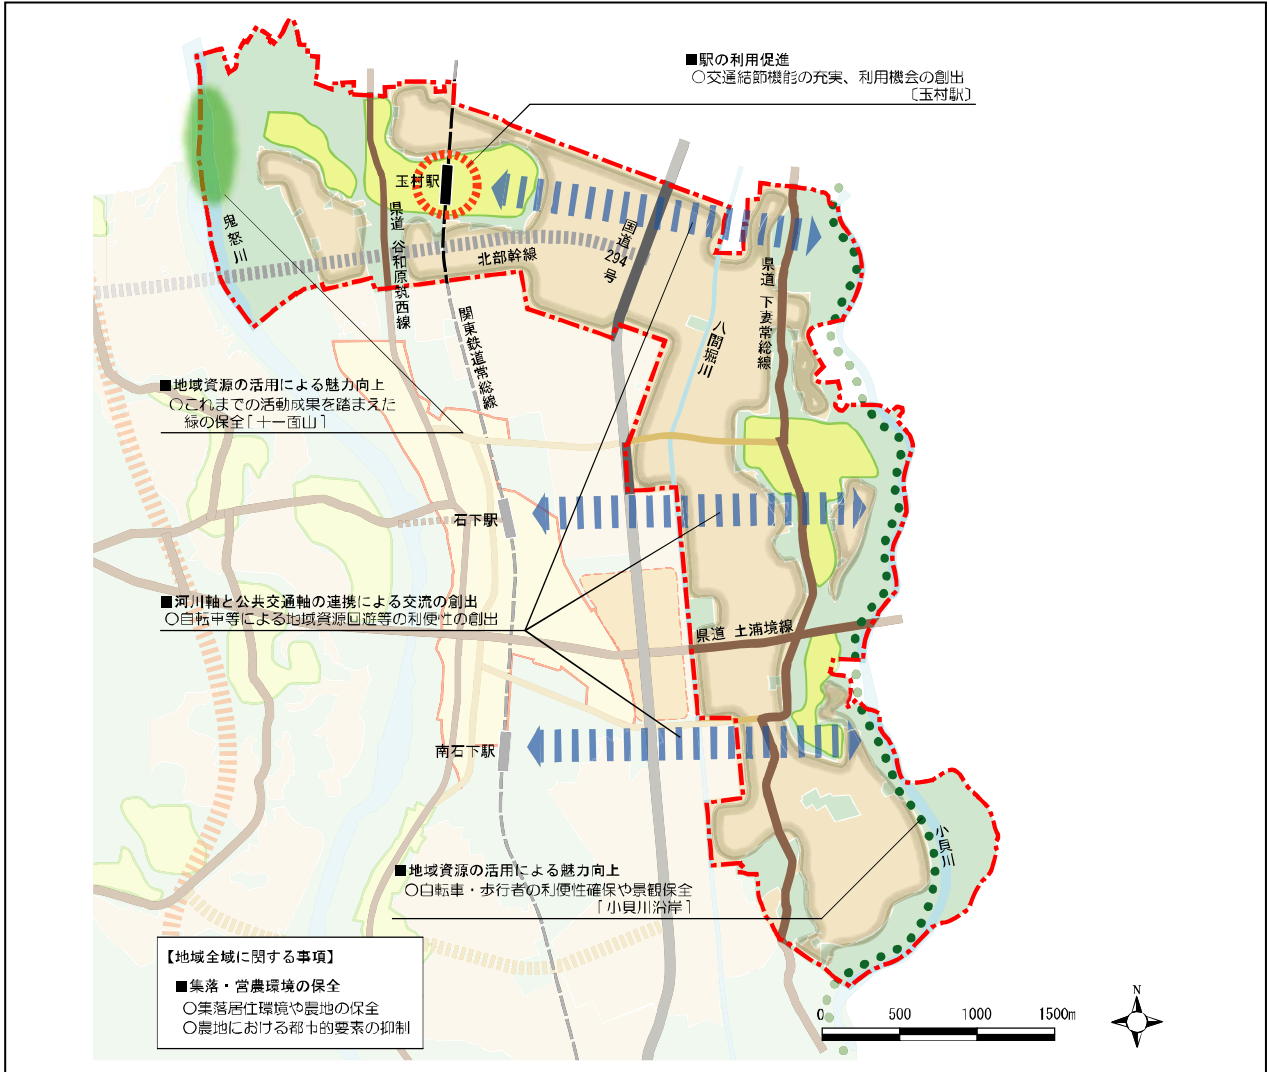 ■駅の利用促進
○交通結節機能の充実、利用機会の創出
〔玉村駅〕
玉村駅
鬼怒川
県道 谷和原筑西線
北部幹線
国道294号
県道 下妻常総線
八間堀川
関東鉄道常総線
■地域資源の活用による魅力向上
○これまでの活動成果を踏まえた
緑の保全［十一面山］
石下駅
■河川軸と公共交通軸の連携による交流の創出
○自転車等による地域資源回遊等の利便性の創出
県道 土浦境線
南石下駅
小貝川
■地域資源の活用による魅力向上
○自転車・歩行者の利便性確保や景観保全
［小貝川沿岸］
【地域全域に関する事項】
■集落・営農環境の保全
○集落居住環境や農地の保全
○農地における都市的要素の抑制
N
0 500 1000 1500m